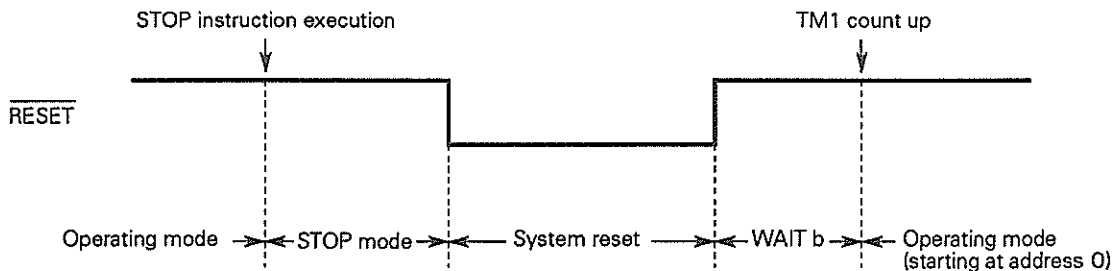 STOP instruction execution
TM1 count up
RESET
Operating mode
STOP mode
System reset
WAIT b
Operating mode
(starting at address 0)